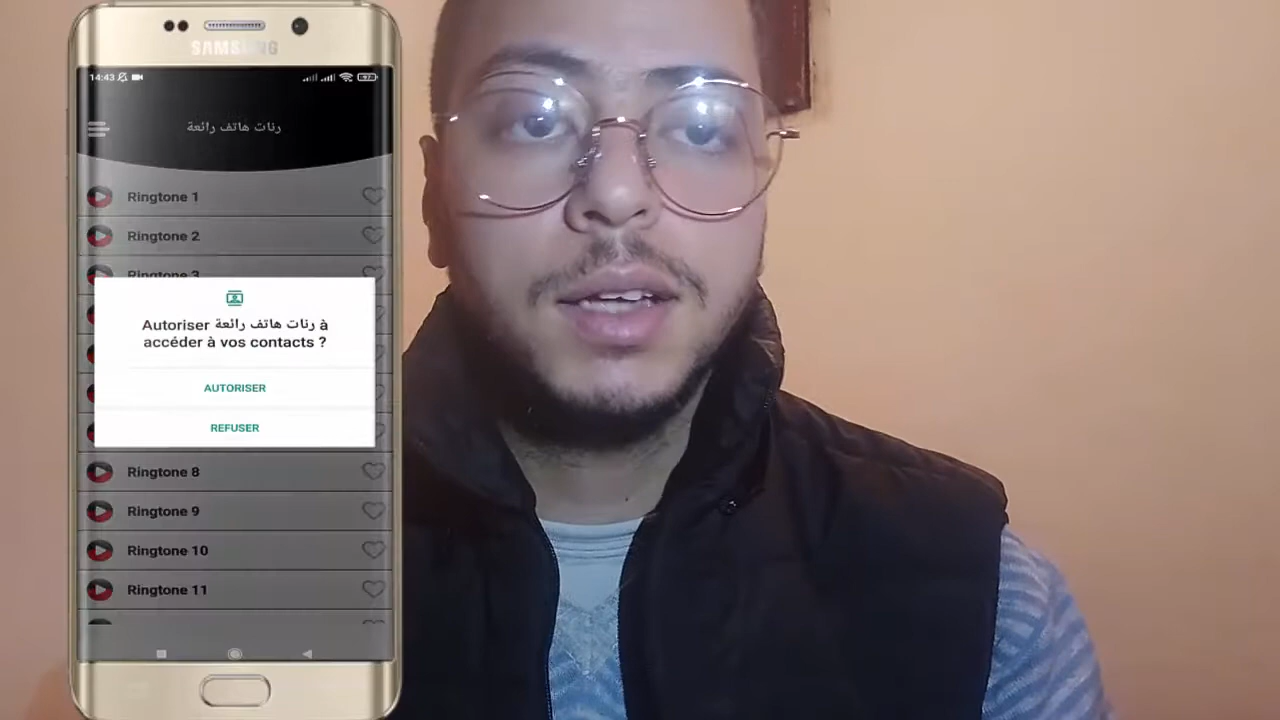 SAMSUNG
14:43
97
رنات هاتف رائعة
Ringtone 1
Ringtone 2
Ringtone 3
Autoriser رنات هاتف رائعة à
accéder à vos contacts ?
AUTORISER
REFUSER
Ringtone 8
Ringtone 9
Ringtone 10
Ringtone 11